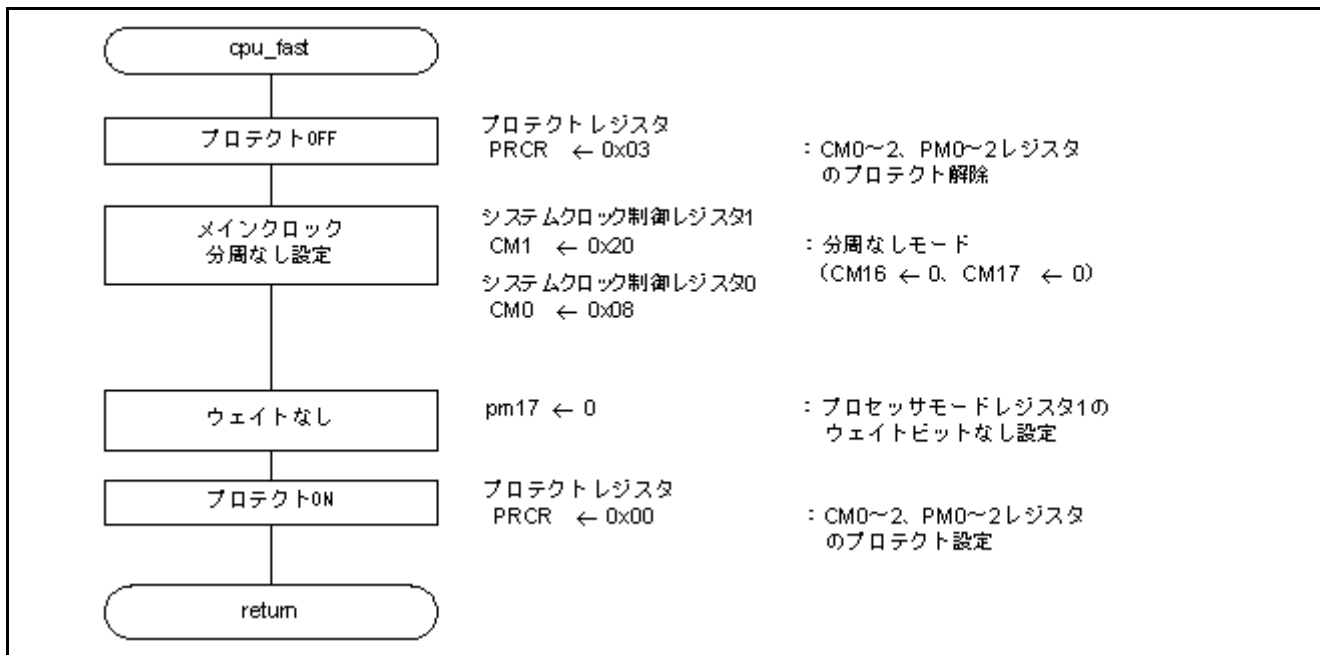 cpu_fast
プロテクトOFF
プロテクトレジスタ
PRCR ← 0x03
：CM0～2、PM0～2レジスタ
のプロテクト解除
メインクロック
分周なし設定
システムクロック制御レジスタ1
CM1 ← 0x20
：分周なしモード
（CM16 ← 0、CM17 ← 0）
システムクロック制御レジスタ0
CM0 ← 0x08
ウェイトなし
pm17 ← 0
：プロセッサモードレジスタ1の
ウェイトビットなし設定
プロテクトON
プロテクトレジスタ
PRCR ← 0x00
：CM0～2、PM0～2レジスタ
のプロテクト設定
return